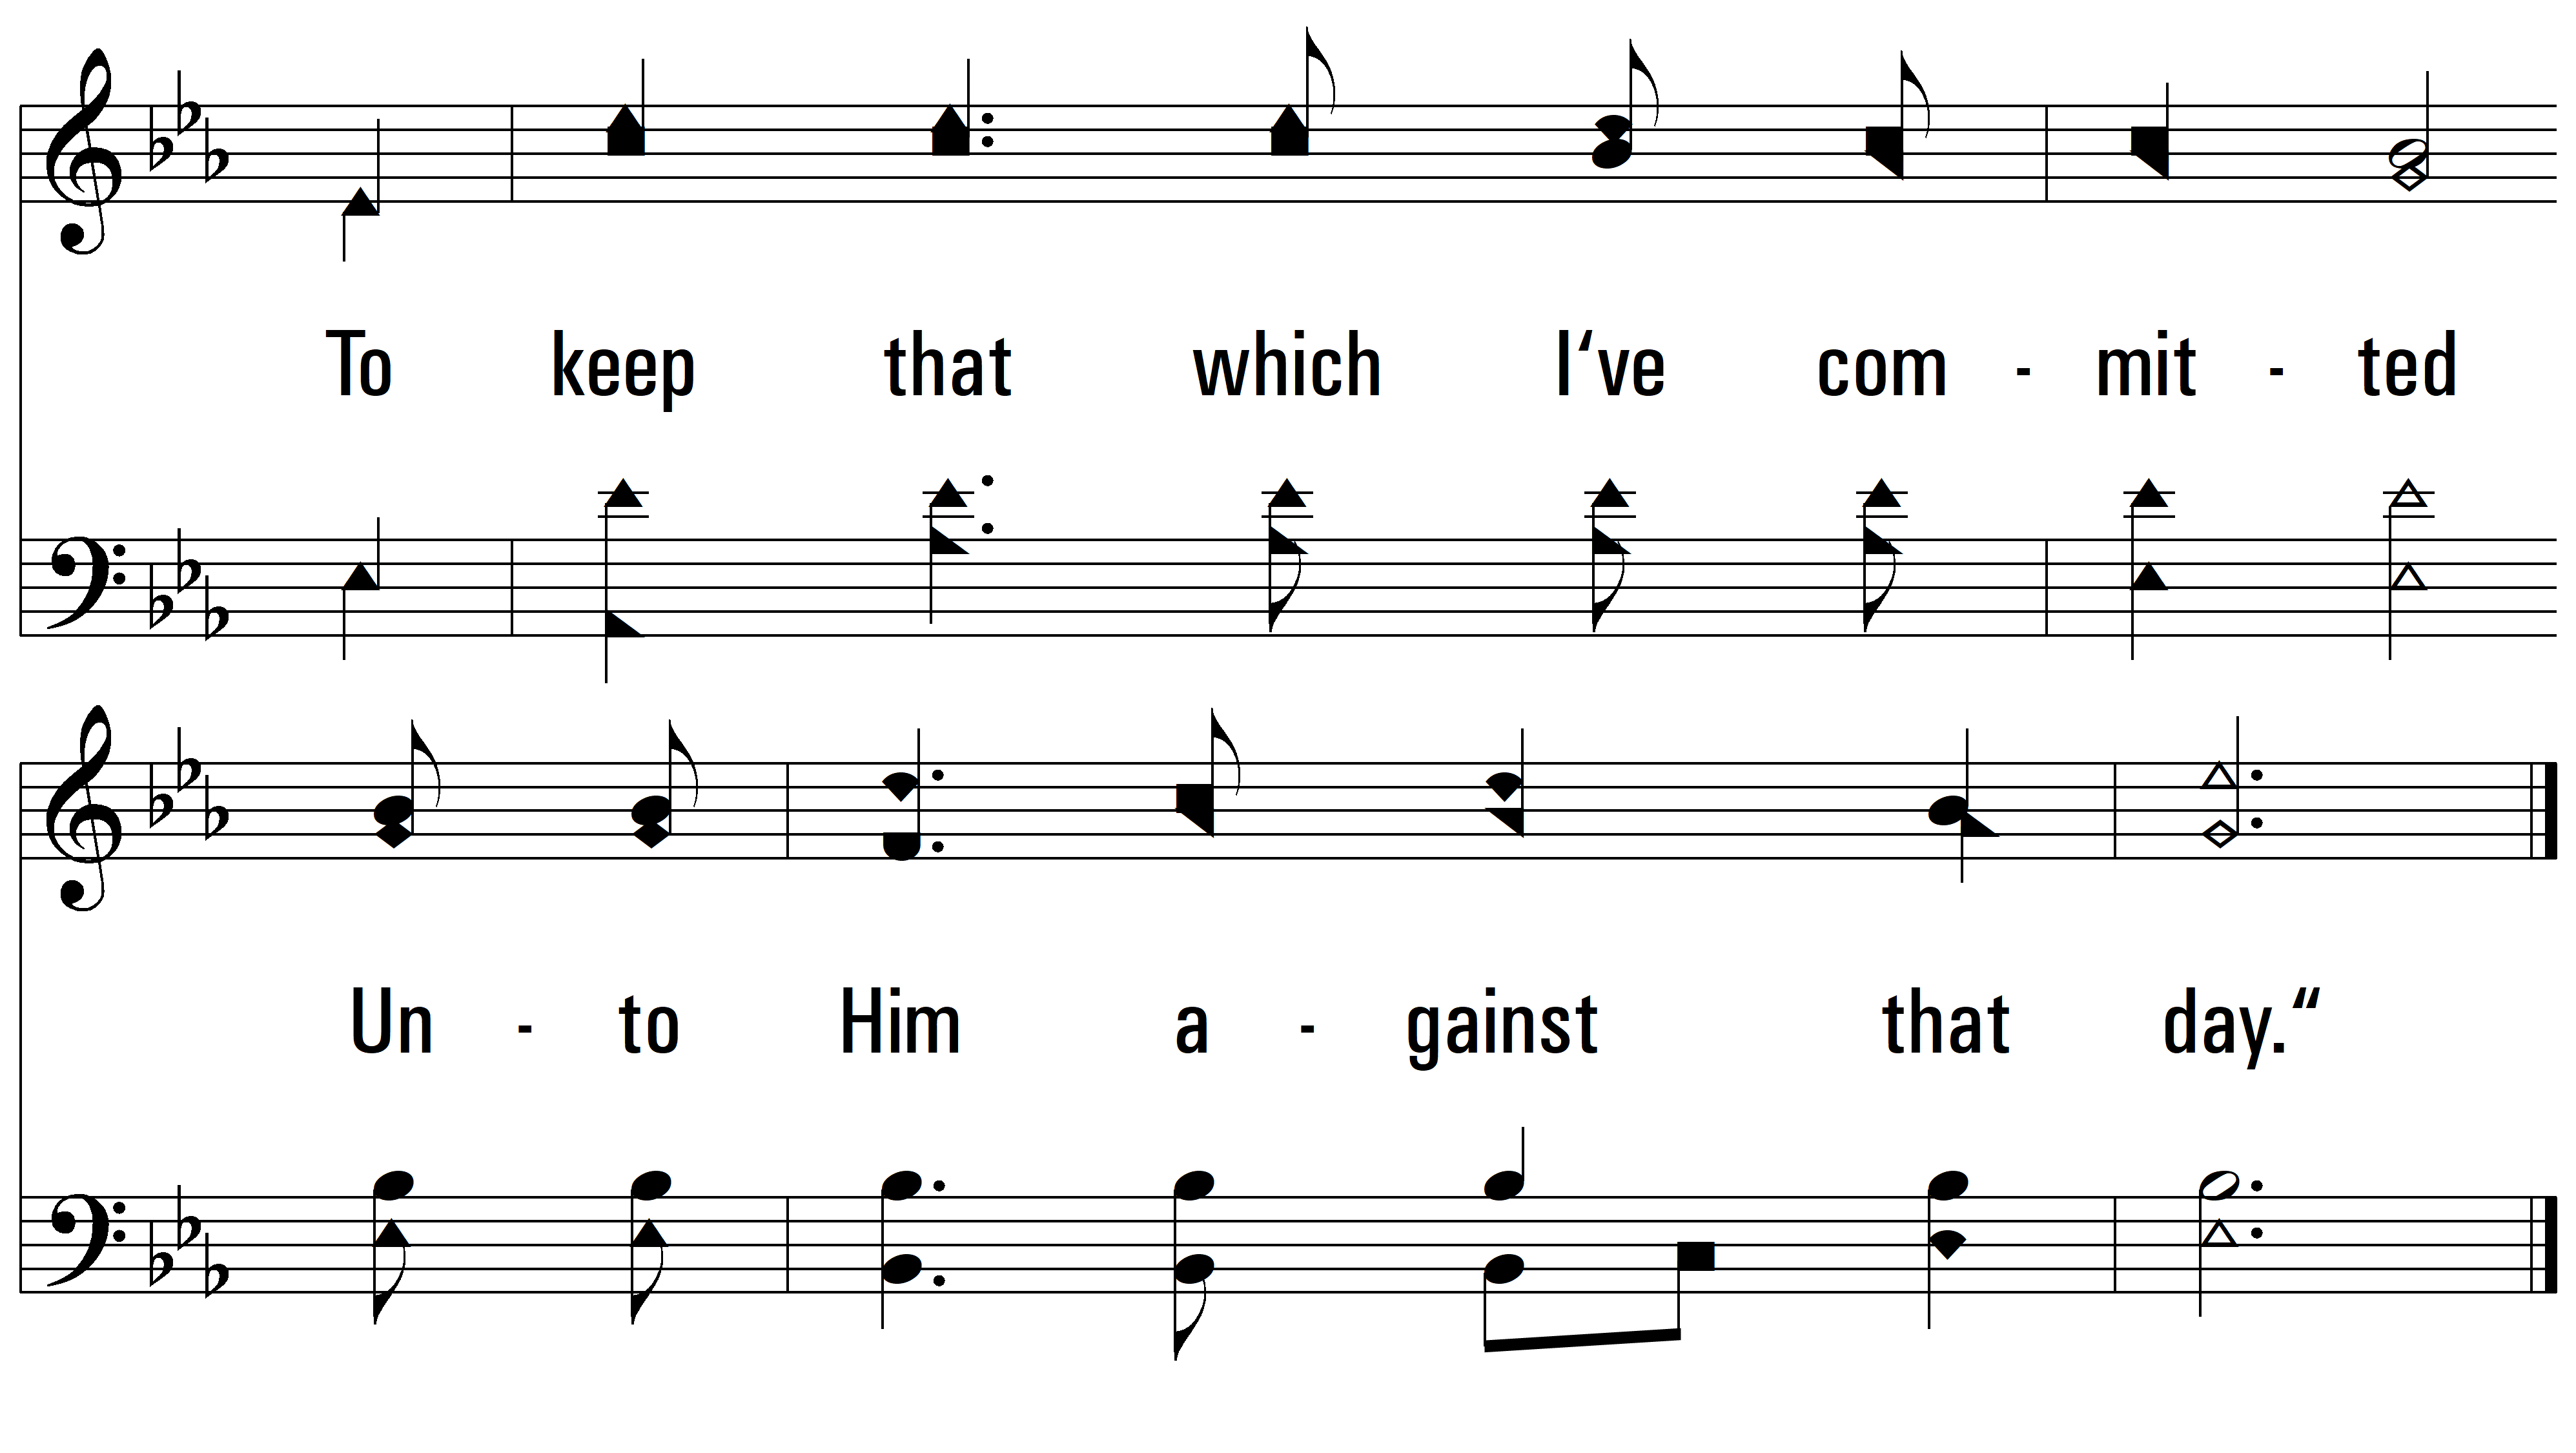 To keep that which I‘ve com - mit - ted
Un - to Him a - gainst that day.“